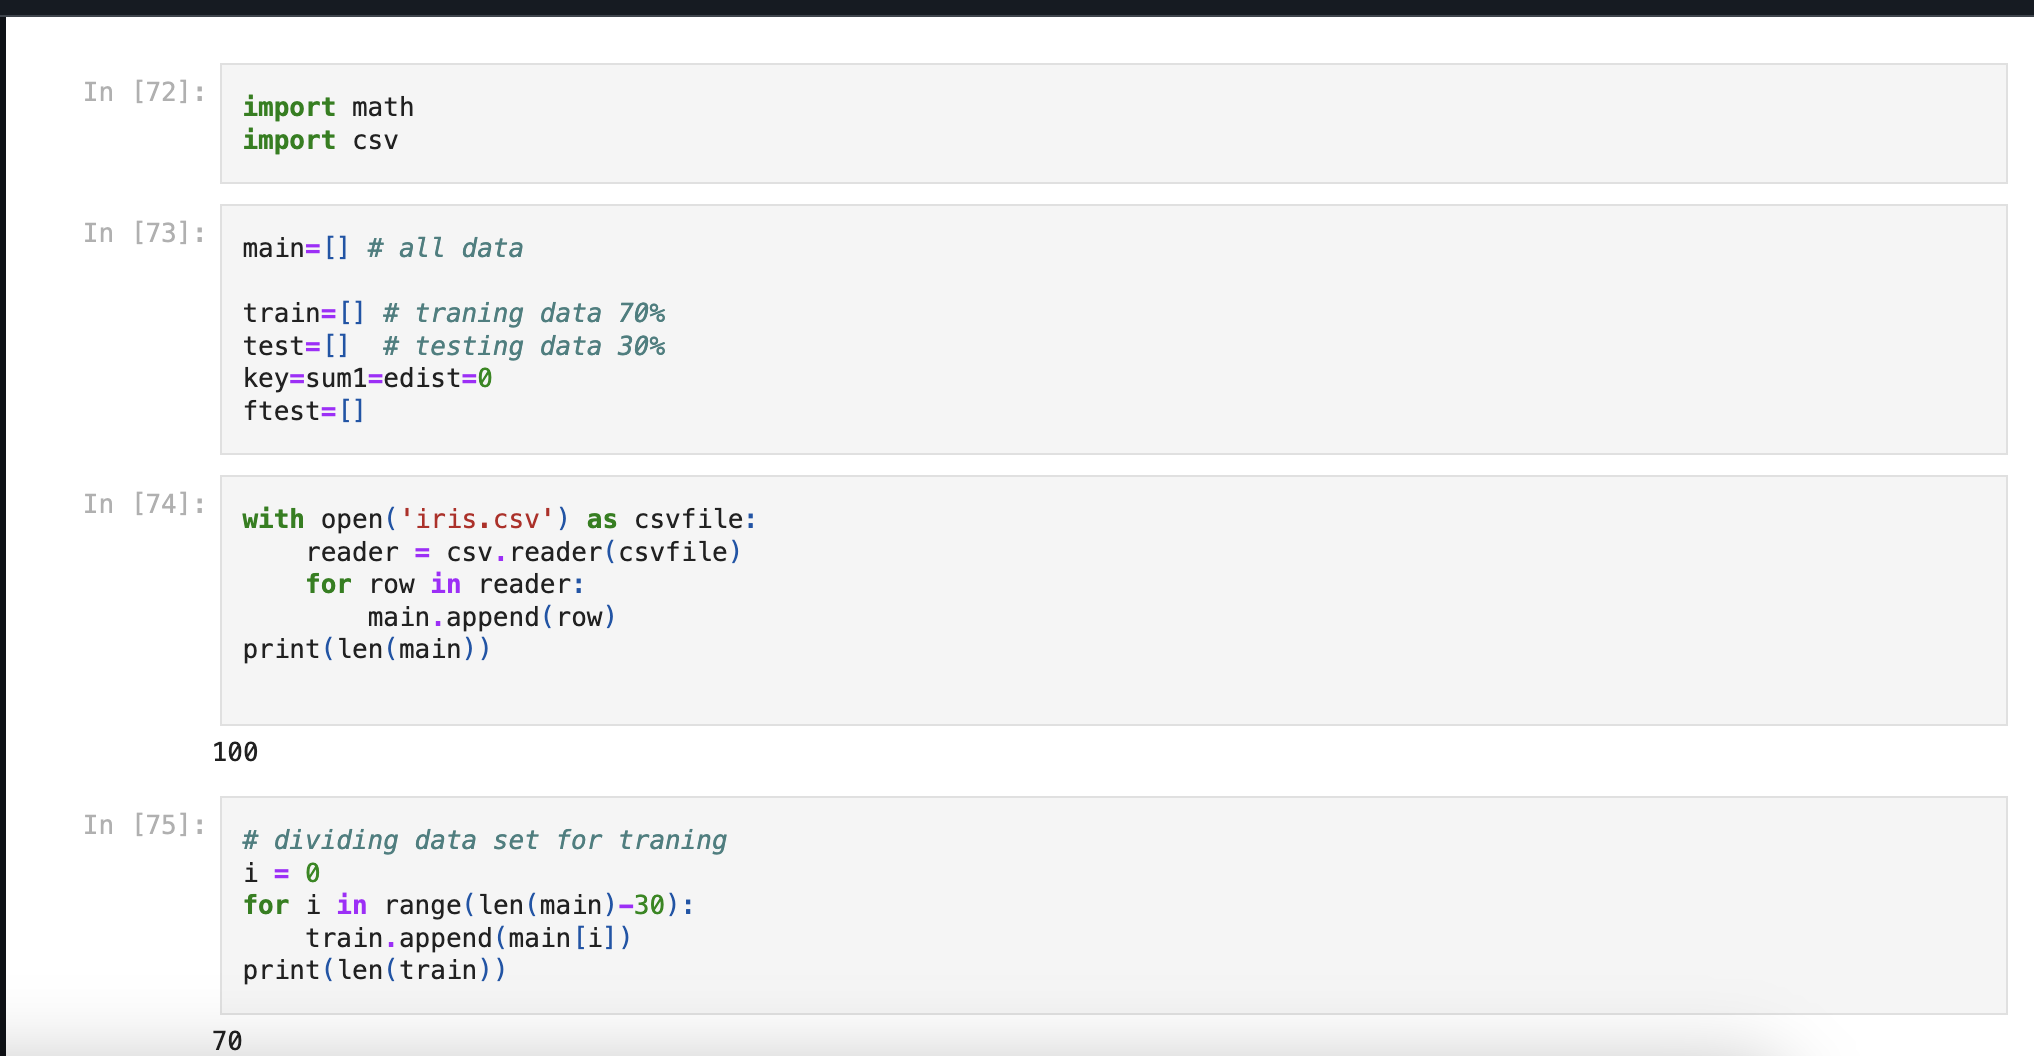 In [72]:
import math
import csv
In [73]:
main=[] # all data
train=[] # traning data 70%
test=[]  # testing data 30%
key=sum1=edist=0
ftest=[]
In [74]:
with open('iris.csv') as csvfile:
    reader = csv.reader(csvfile)
    for row in reader:
        main.append(row)
print(len(main))
100
In [75]:
# dividing data set for traning
i = 0
for i in range(len(main)-30):
    train.append(main[i])
print(len(train))
70